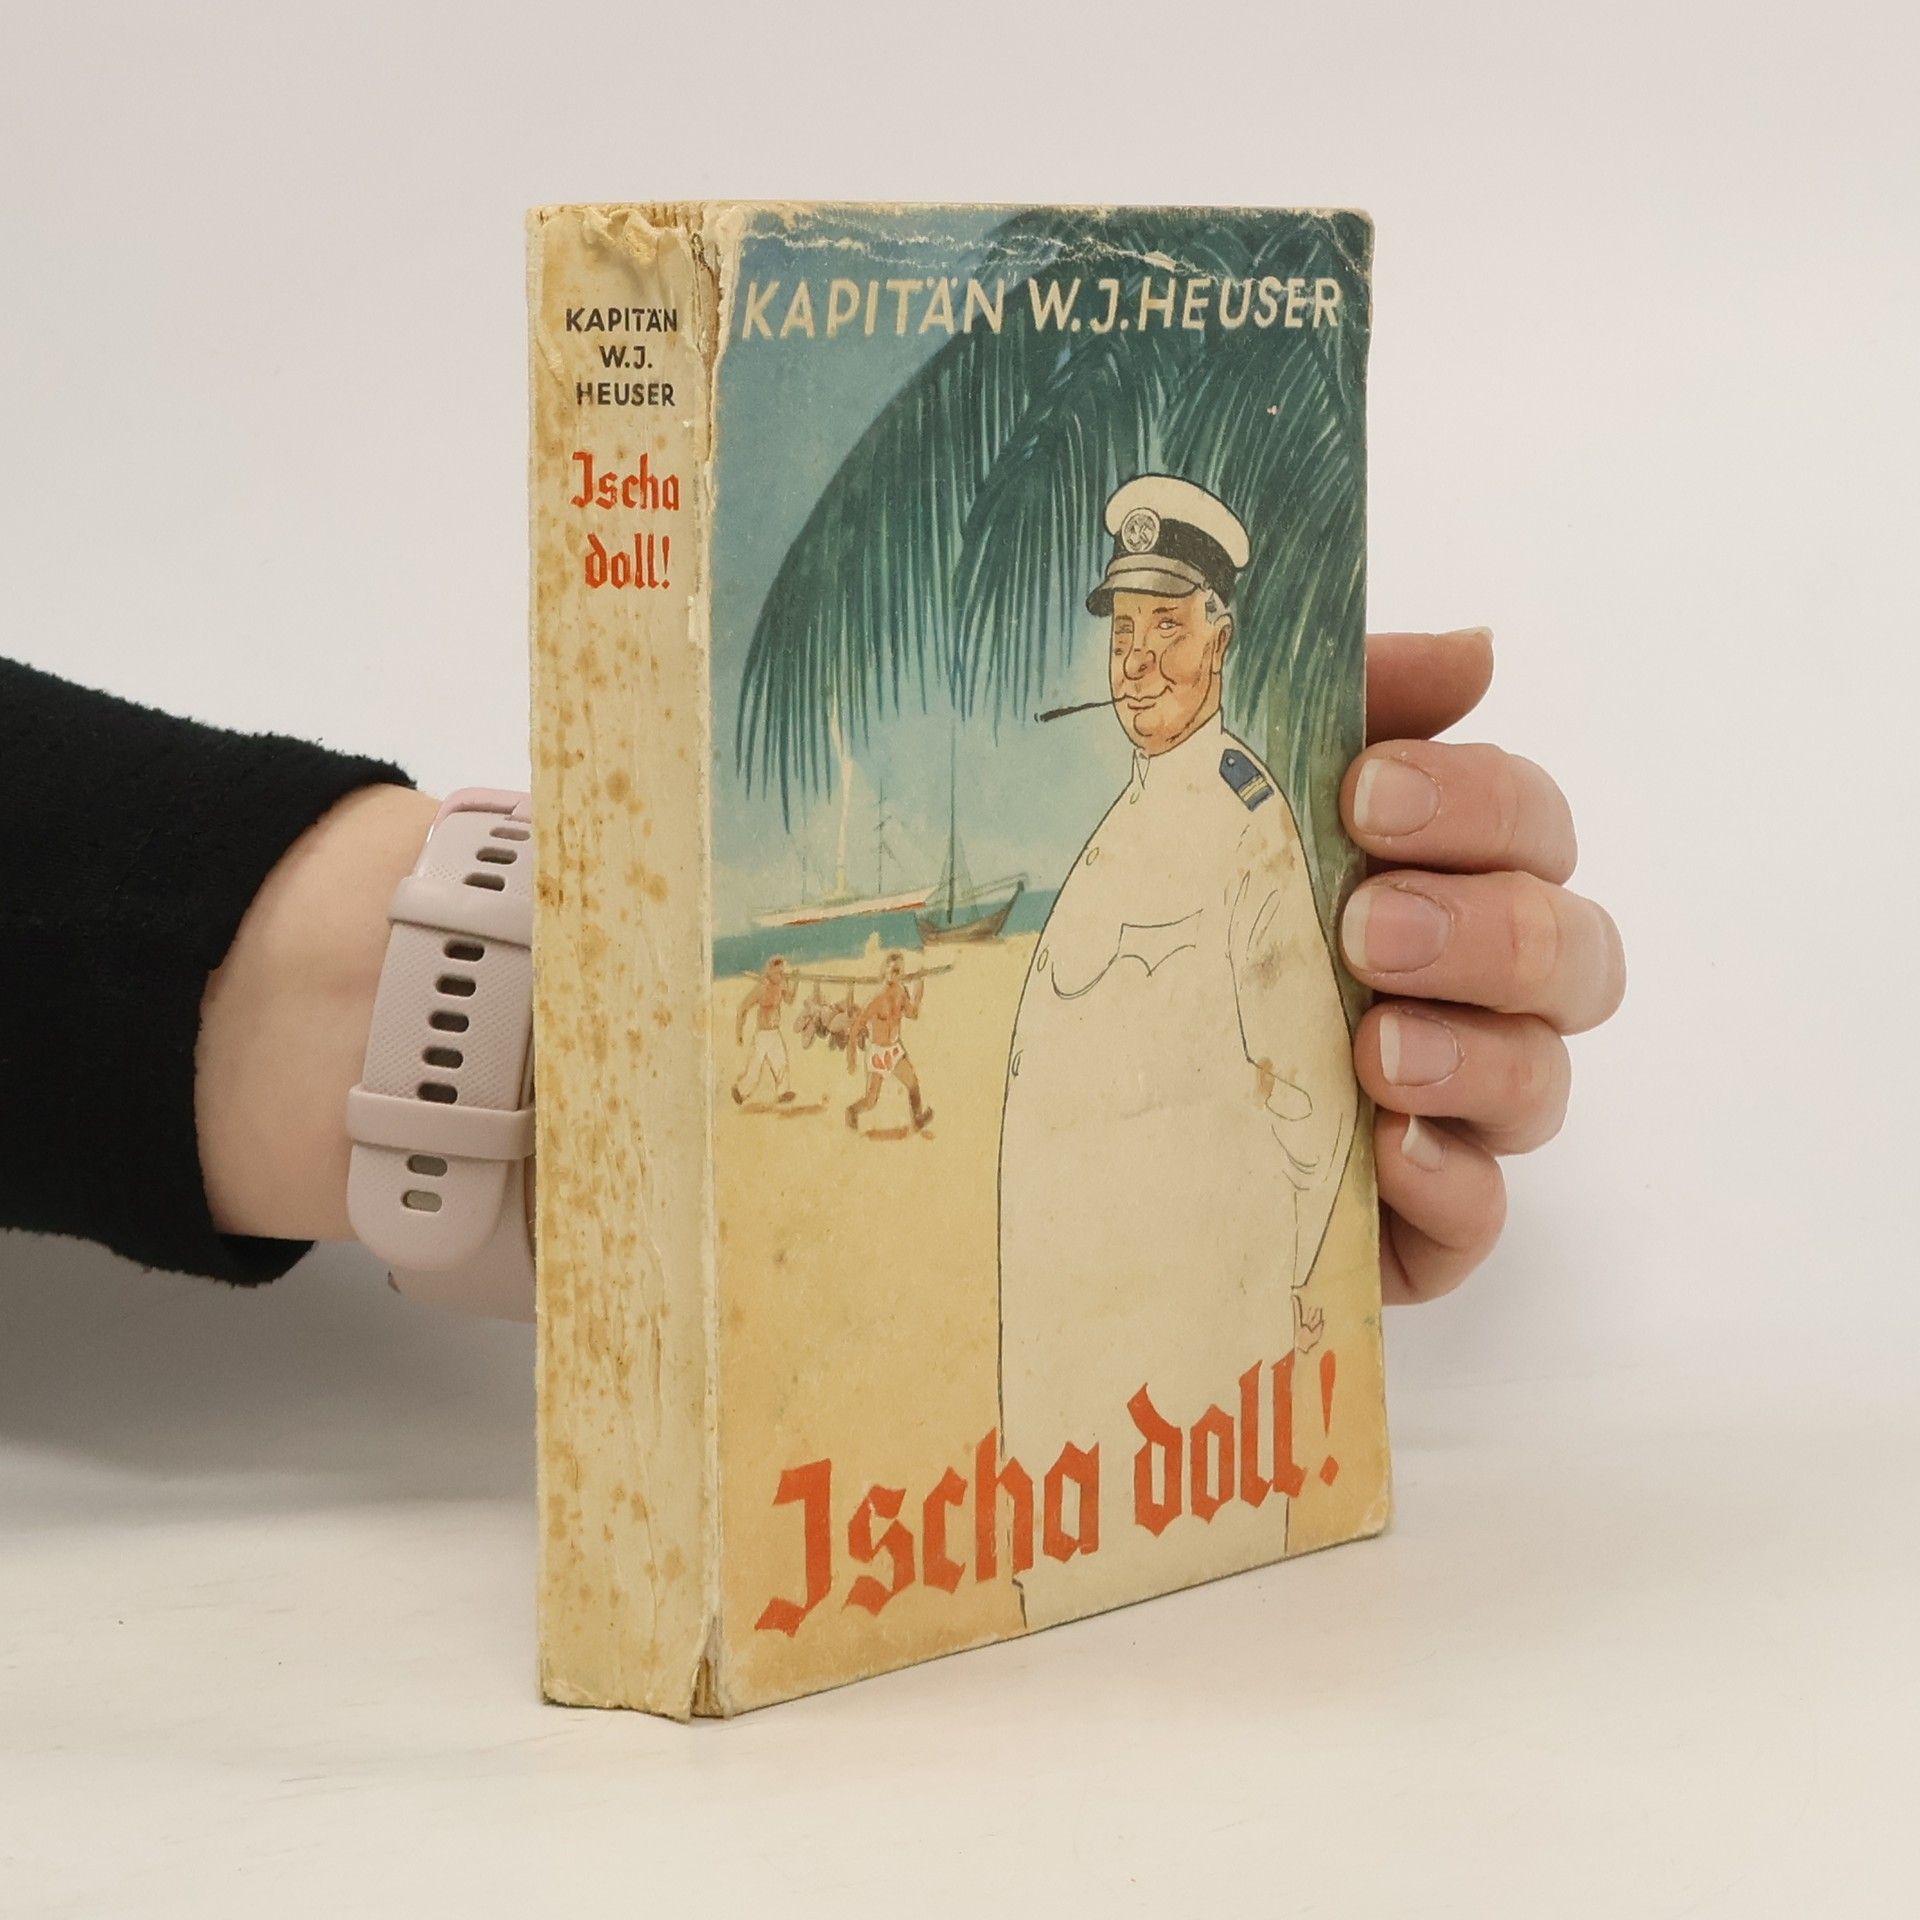 KAPITÄN
W.J.
HEUSER
Ischa
doll!
KAPITÄN W.J.HEUSER
Ischa doll!